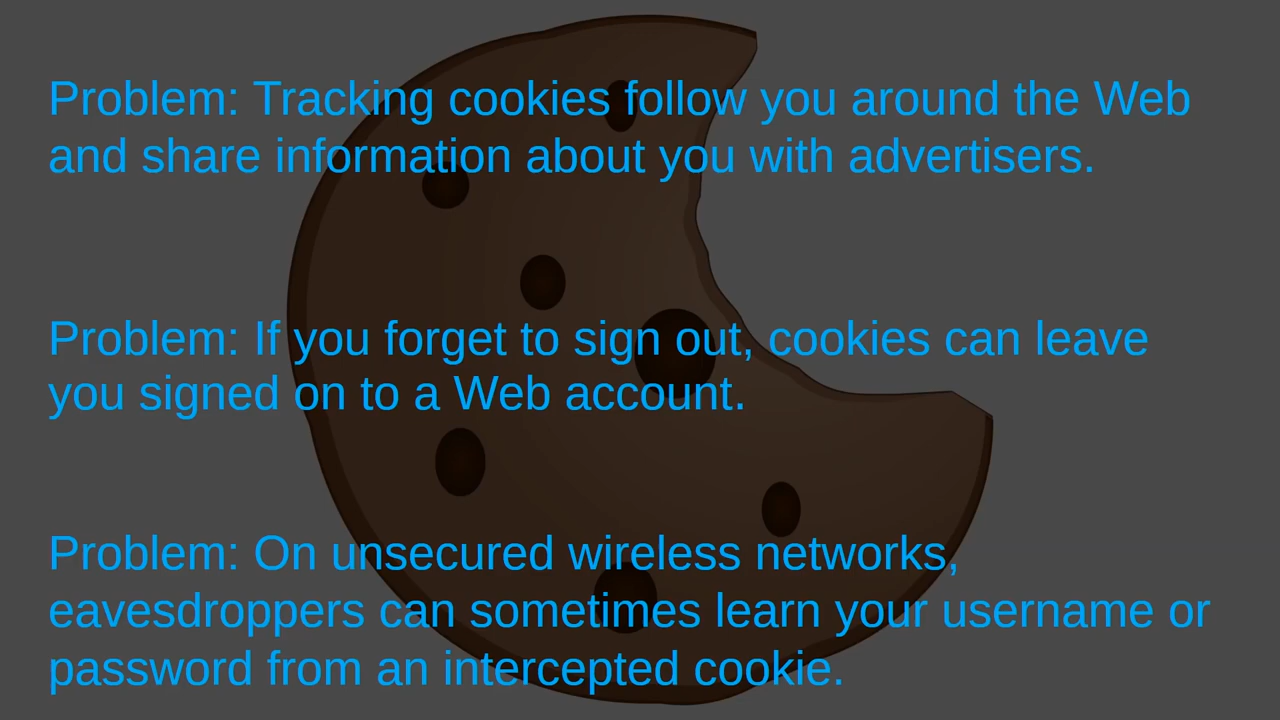 Problem: Tracking cookies follow you around the Web
and share information about you with advertisers.
Problem: If you forget to sign out, cookies can leave
you signed on to a Web account.
Problem: On unsecured wireless networks,
eavesdroppers can sometimes learn your username or
password from an intercepted cookie.